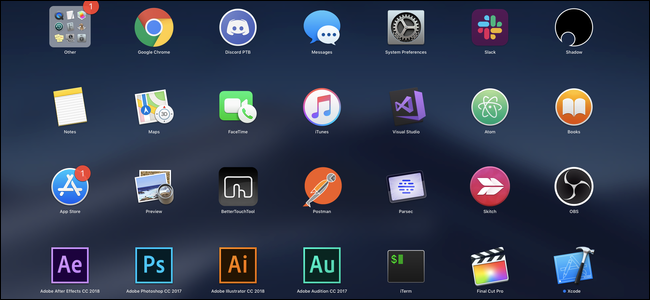 1
Other
Google Chrome
Discord PTB
Messages
System Preferences
Slack
Shadow
Notes
3D
Maps
FaceTime
iTunes
Visual Studio
Atom
Books
1
App Store
Preview
BetterTouchTool
Postman
Parsec
Skitch
OBS
Ae
Ps
Ai
Au
$
Adobe After Effects CC 2018
Adobe Photoshop CC 2017
Adobe Illustrator CC 2018
Adobe Audition CC 2017
iTerm
Final Cut Pro
Xcode